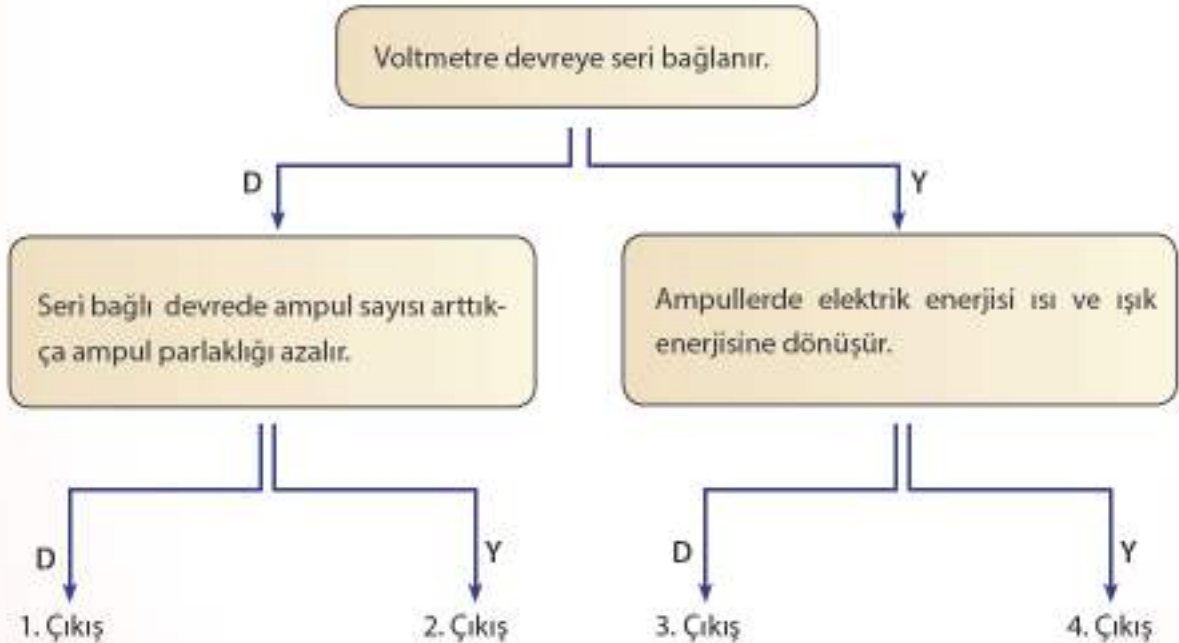 Voltmetre devreye seri bağlanır.
D
Y
Seri bağlı devrede ampul sayısı arttık-
ça ampul parlaklığı azalır.
Ampullerde elektrik enerjisi ısı ve ışık
enerjisine dönüşür.
D
Y
D
Y
1. Çıkış
2. Çıkış
3. Çıkış
4. Çıkış